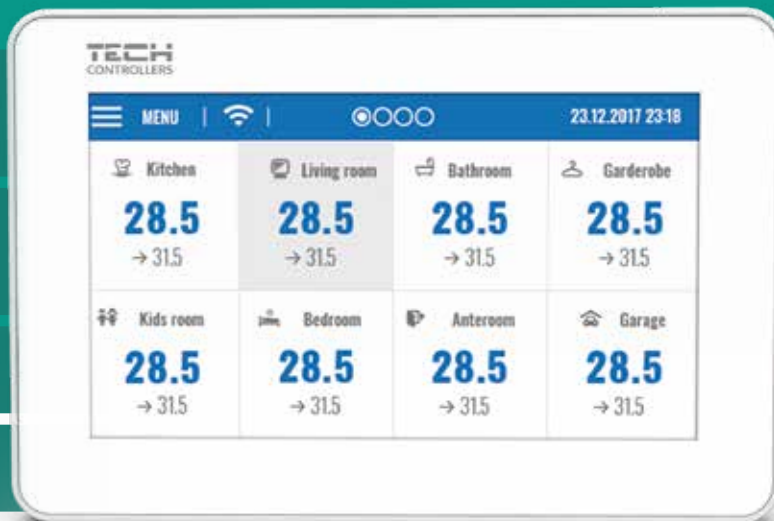 TECH
CONTROLLERS
MENU 23.12.2017 23:18
Kitchen Living room Bathroom Garderobe
28.5 28.5 28.5 28.5
→ 31.5 → 31.5 → 31.5 → 31.5
Kids room Bedroom Anteroom Garage
28.5 28.5 28.5 28.5
→ 31.5 → 31.5 → 31.5 → 31.5